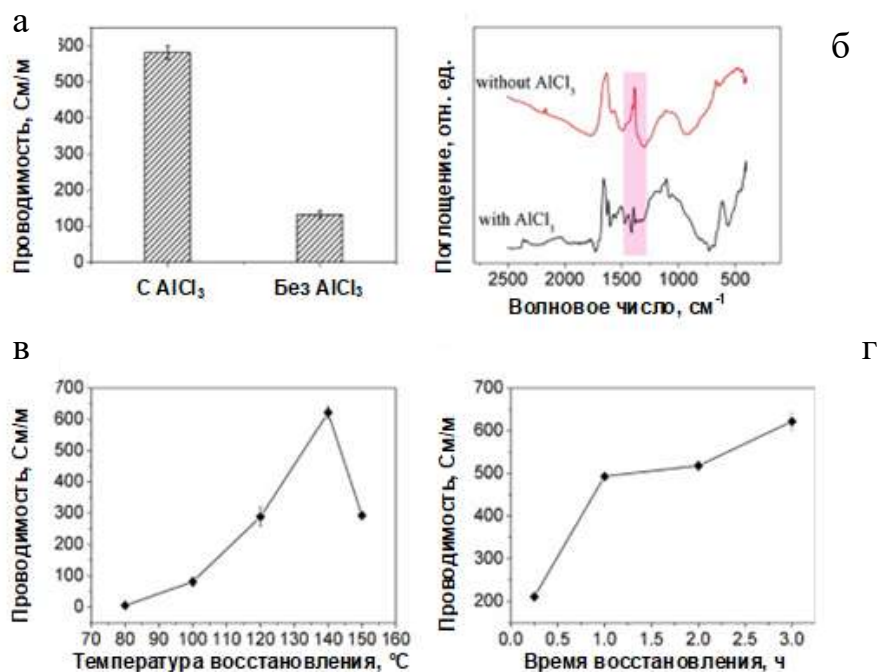 а
Проводимость, См/м
600
500
400
300
200
100
0
С AlCl₃
Без AlCl₃
б
Поглощение, отн. ед.
without AlCl₃
with AlCl₃
2500 2000 1500 1000 500
Волновое число, см⁻¹
в
Проводимость, См/м
700
600
500
400
300
200
100
0
70 80 90 100 110 120 130 140 150 160
Температура восстановления, °С
г
Проводимость, См/м
700
600
500
400
300
200
0.0 0.5 1.0 1.5 2.0 2.5 3.0
Время восстановления, ч